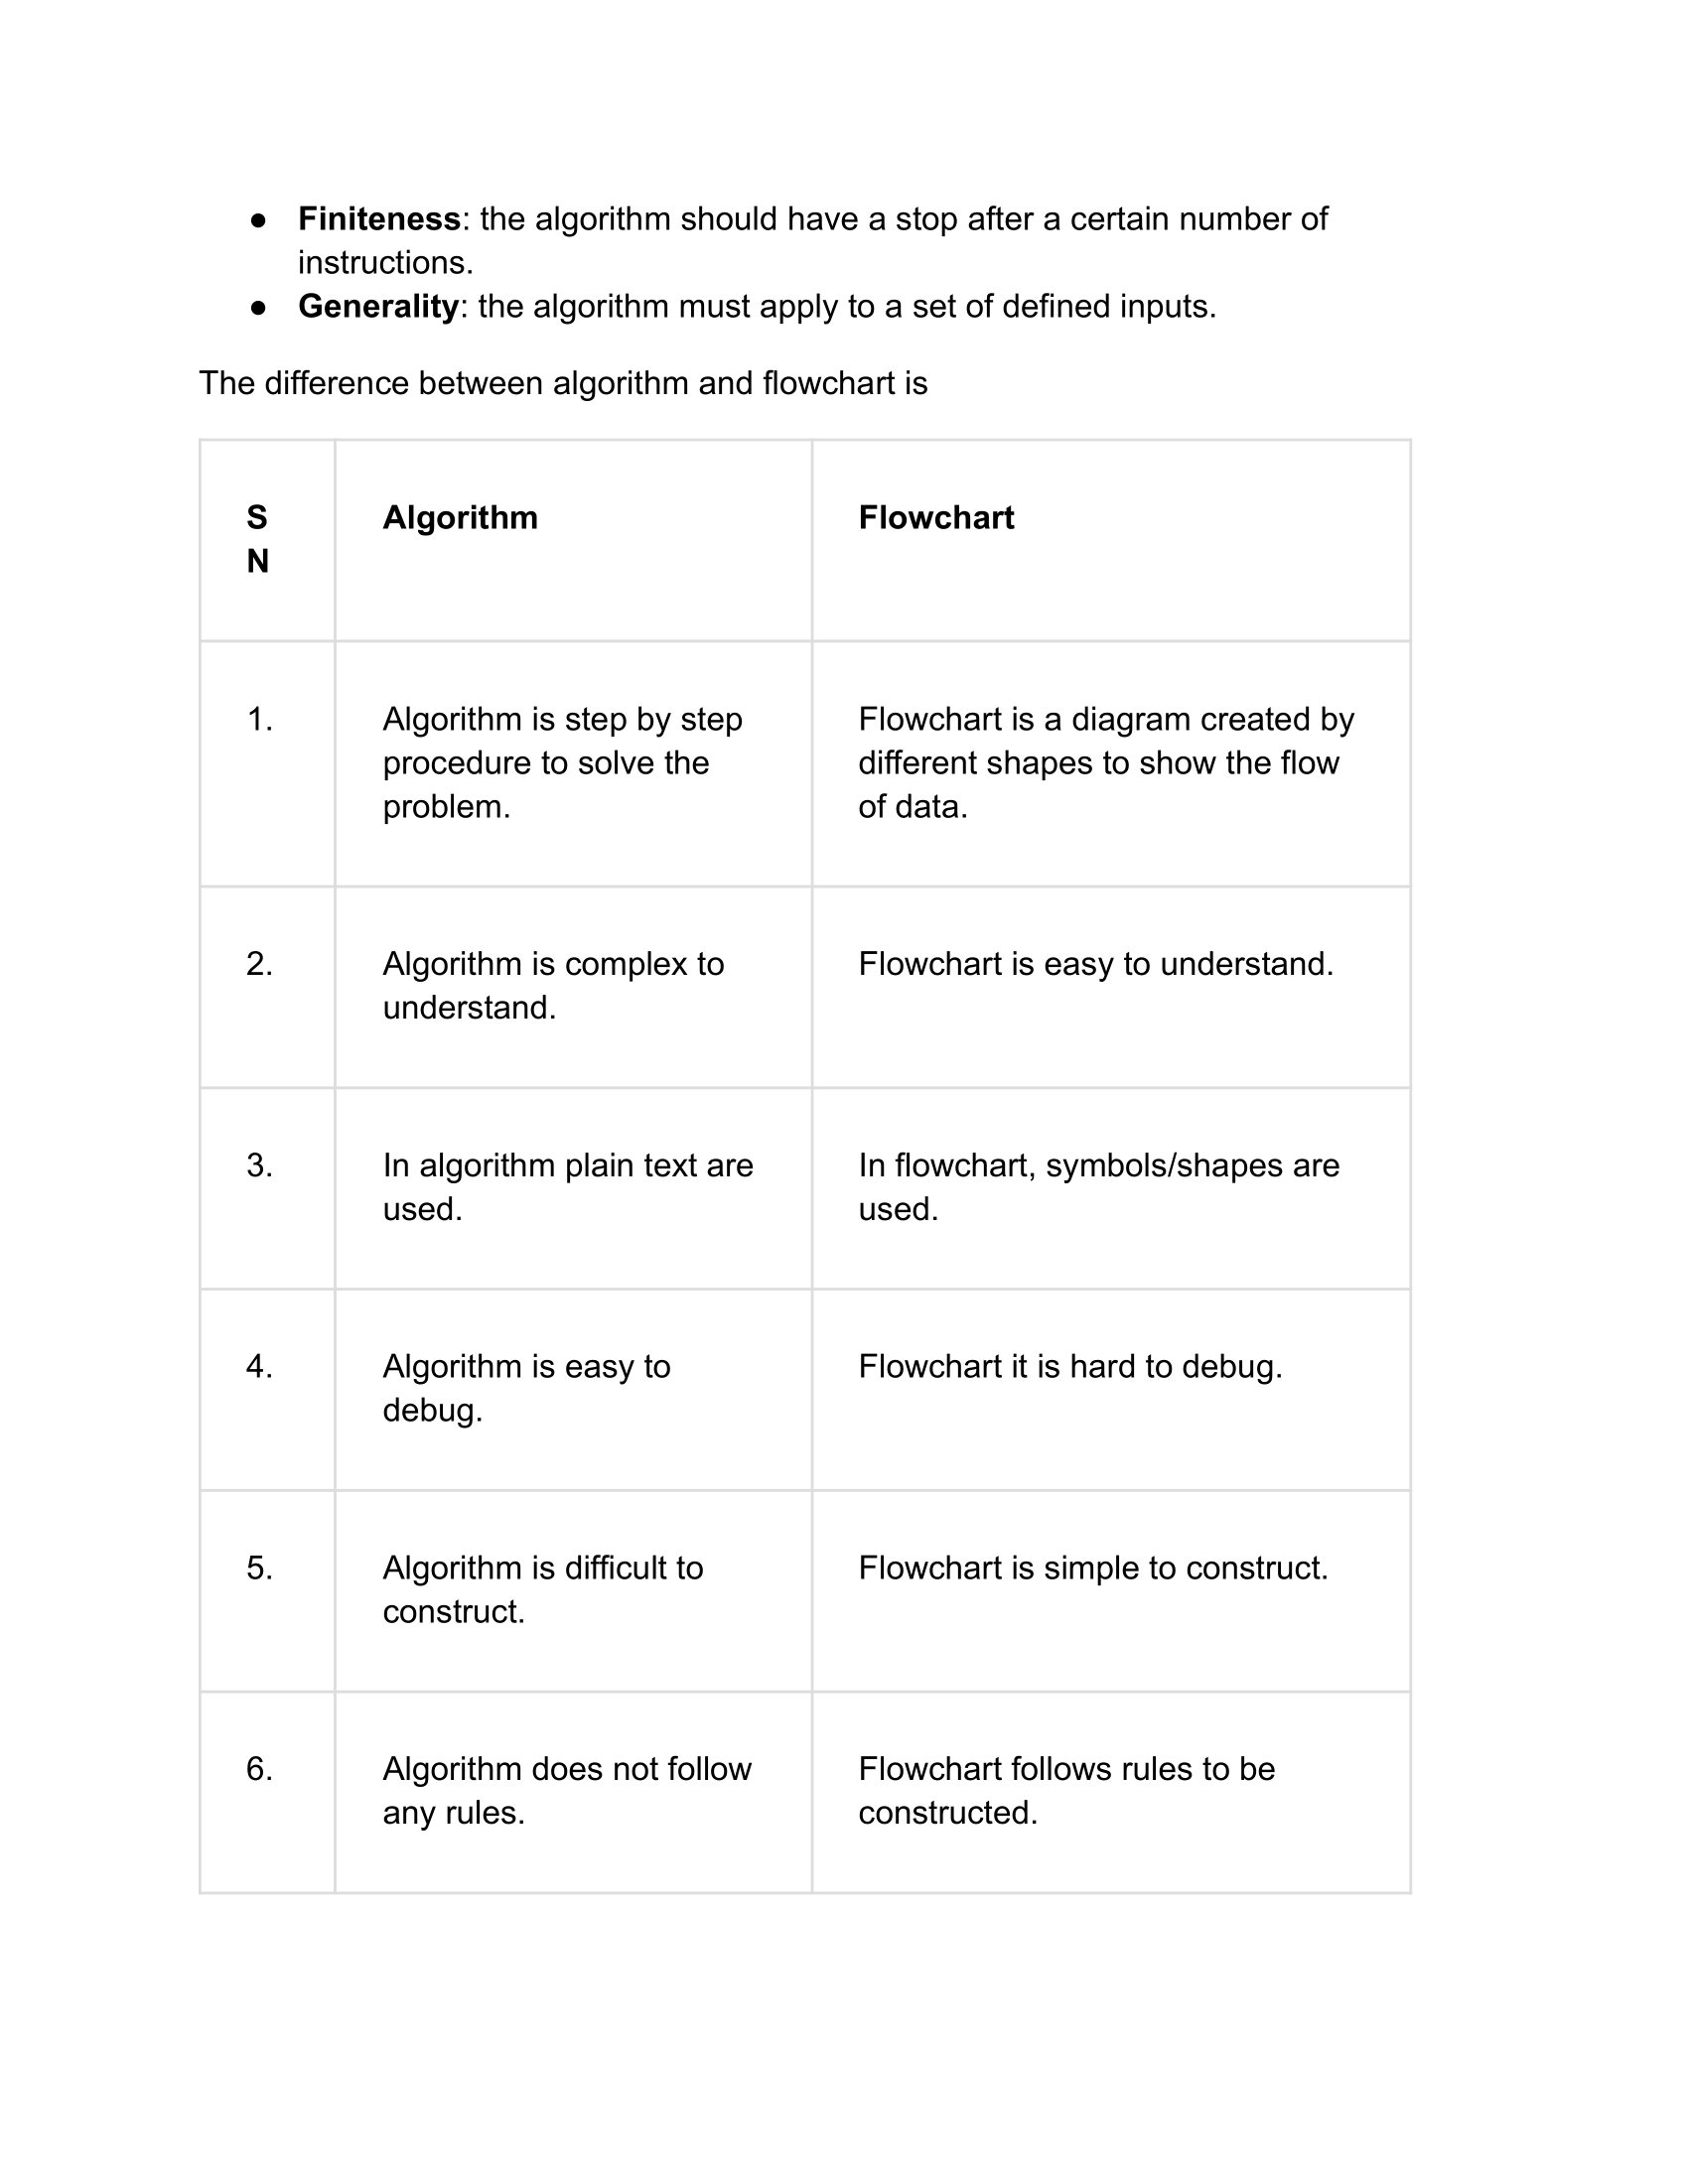 ● Finiteness: the algorithm should have a stop after a certain number of
instructions.
● Generality: the algorithm must apply to a set of defined inputs.
The difference between algorithm and flowchart is
S
N
Algorithm
Flowchart
1.
Algorithm is step by step
procedure to solve the
problem.
Flowchart is a diagram created by
different shapes to show the flow
of data.
2.
Algorithm is complex to
understand.
Flowchart is easy to understand.
3.
In algorithm plain text are
used.
In flowchart, symbols/shapes are
used.
4.
Algorithm is easy to
debug.
Flowchart it is hard to debug.
5.
Algorithm is difficult to
construct.
Flowchart is simple to construct.
6.
Algorithm does not follow
any rules.
Flowchart follows rules to be
constructed.